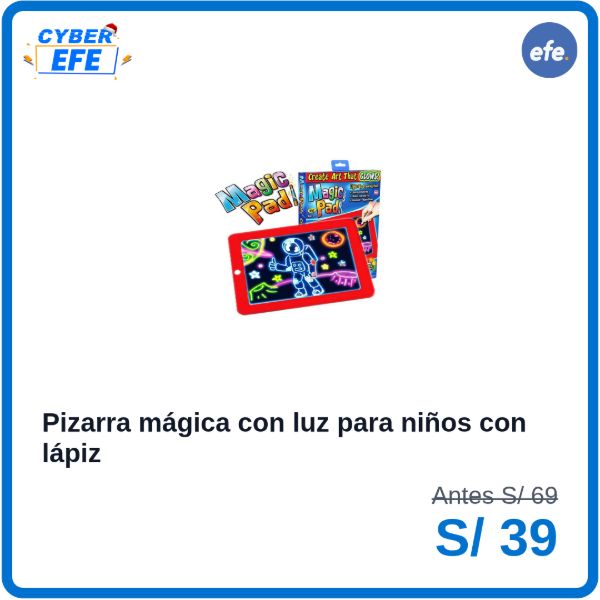 CYBER
EFE
efe.
Magic
Pad!
Create Art That GLOWS!
Magic
Pad!
Pizarra mágica con luz para niños con
lápiz
Antes S/ 69
S/ 39